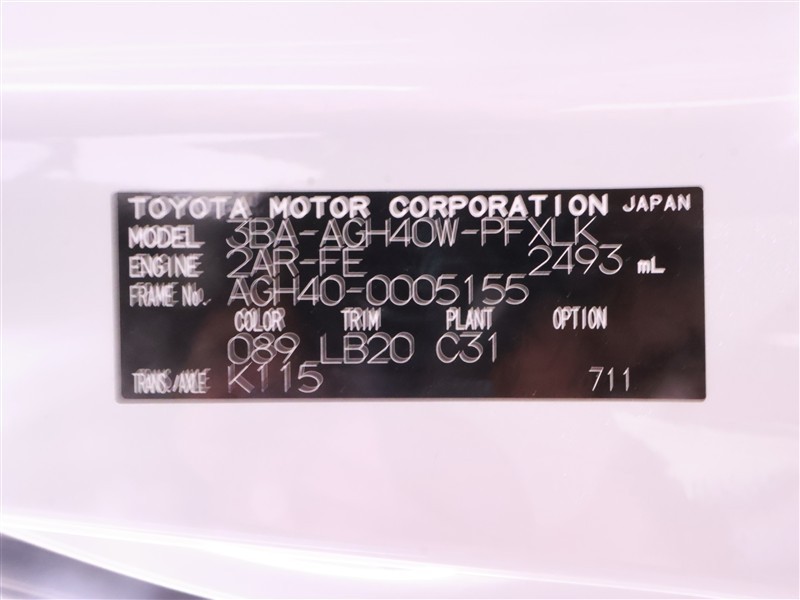 TOYOTA MOTOR CORPORATION JAPAN
MODEL 3BA-AGH40W-PFXLK
ENGINE 2AR-FE 2493 mL
FRAME No. AGH40-0005155
COLOR TRIM PLANT OPTION
089 LB20 C31
TRANS./AXLE K115 711